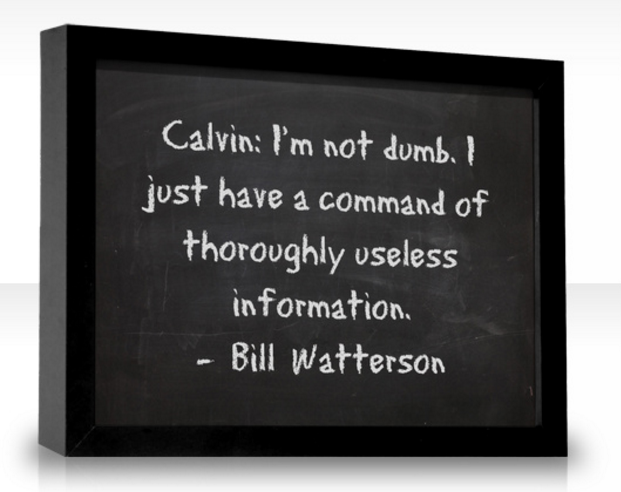 Calvin: I'm not dumb. I
just have a command of
thoroughly useless
information.
- Bill Watterson